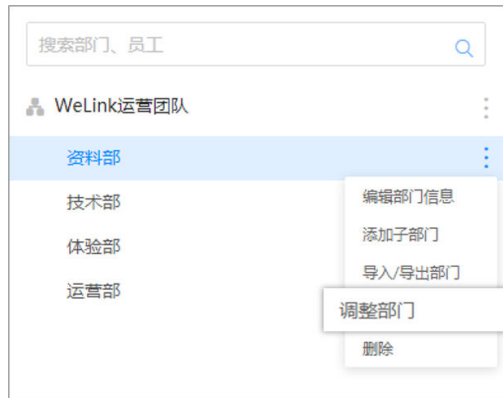 搜索部门、员工
WeLink运营团队
资料部
技术部
体验部
运营部
编辑部门信息
添加子部门
导入/导出部门
调整部门
删除